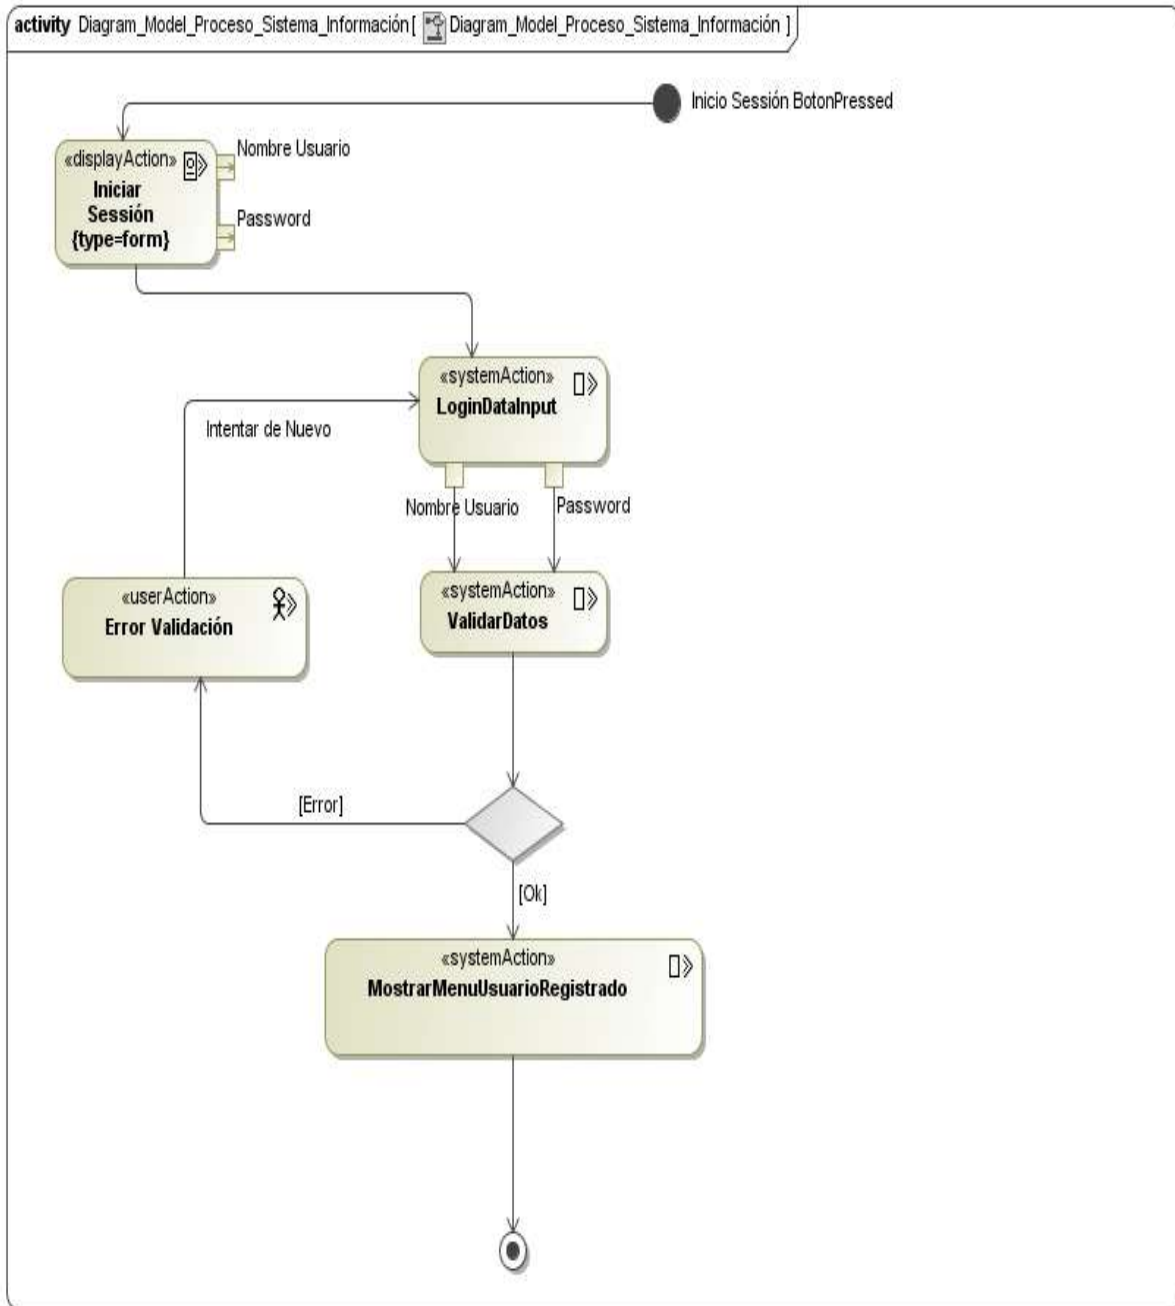 activity Diagram_Model_Proceso_Sistema_Información[ Diagram_Model_Proceso_Sistema_Información ]
Inicio Sessión BotonPressed
«displayAction»
Iniciar
Sessión
{type=form}
Nombre Usuario
Password
«systemAction»
LoginDataInput
Intentar de Nuevo
Nombre Usuario
Password
«userAction»
Error Validación
«systemAction»
ValidarDatos
[Error]
[Ok]
«systemAction»
MostrarMenuUsuarioRegistrado